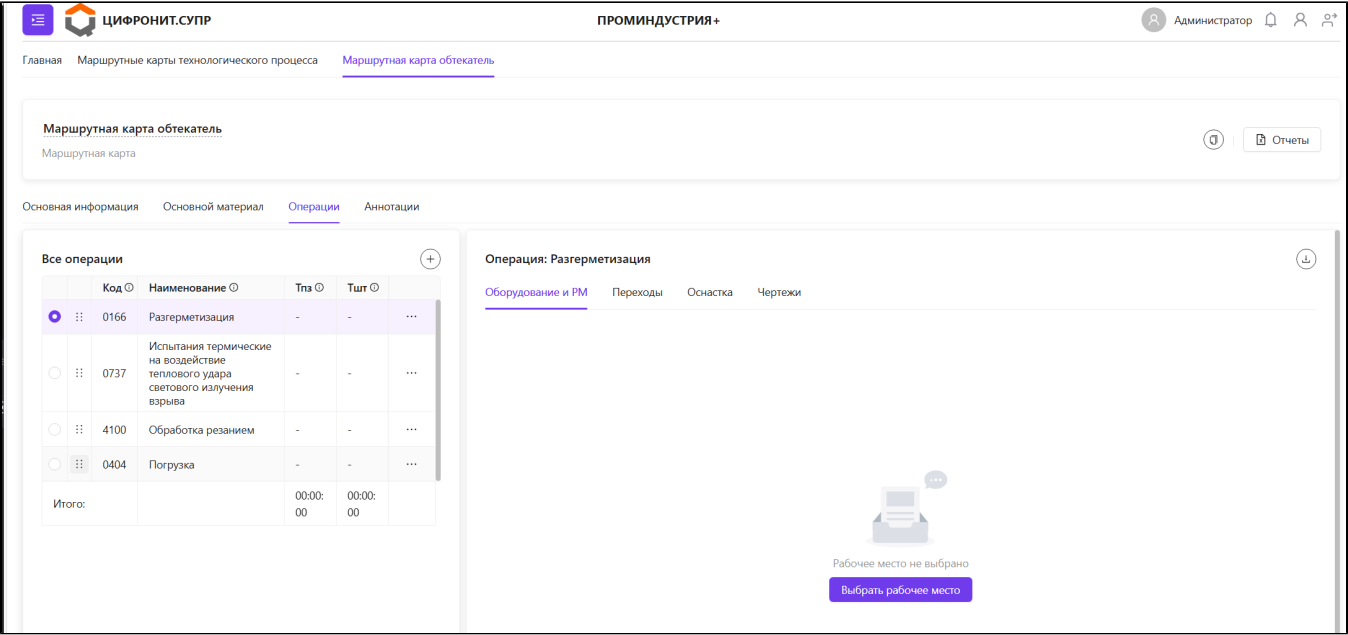 ЦИФРОНИТ.СУПР
ПРОМИНДУСТРИЯ+
Администратор
Главная Маршрутные карты технологического процесса Маршрутная карта обтекатель
Маршрутная карта обтекатель
Маршрутная карта
Отчеты
Основная информация Основной материал Операции Аннотации
Все операции
Код Наименование Тпз Тшт
0166 Разгерметизация - -
0737 Испытания термические
на воздействие
теплового удара
светового излучения
взрыва - -
4100 Обработка резанием - -
0404 Погрузка - -
Итого: 00:00: 00:00:
00 00
Операция: Разгерметизация
Оборудование и РМ Переходы Оснастка Чертежи
Рабочее место не выбрано
Выбрать рабочее место